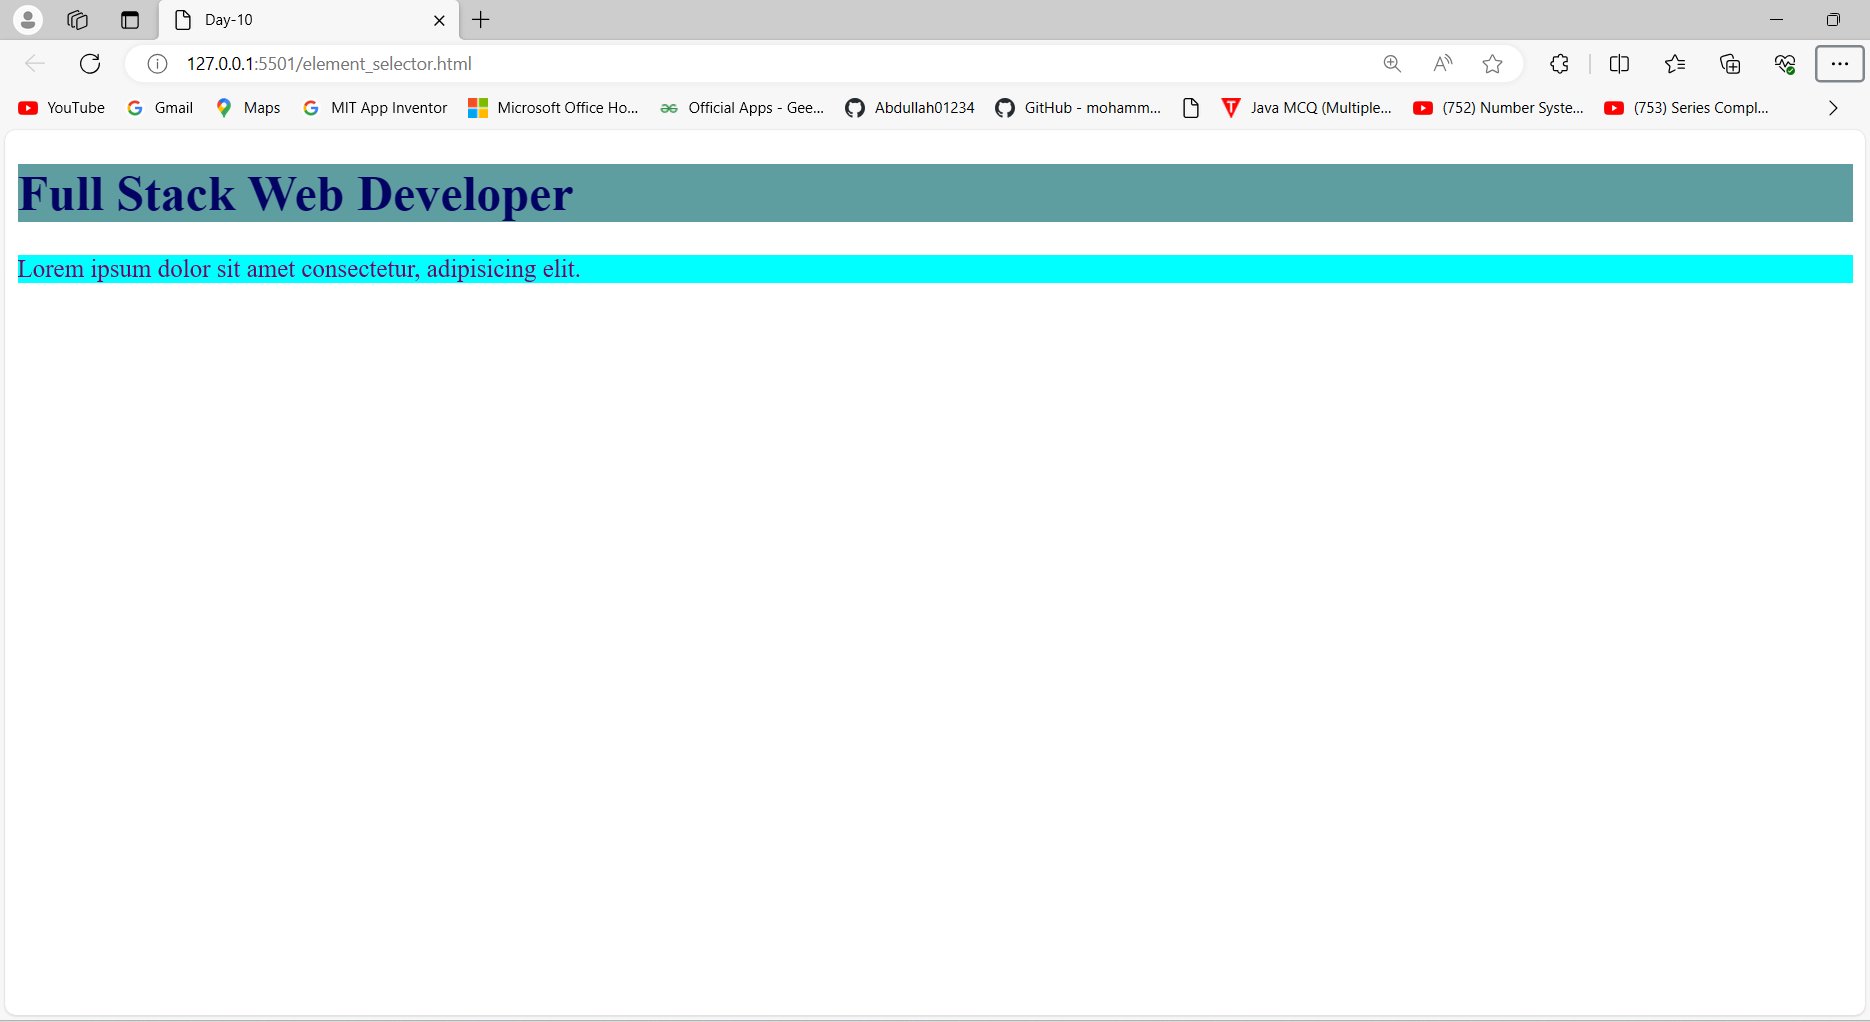 Day-10
127.0.0.1:5501/element_selector.html
YouTube Gmail Maps MIT App Inventor Microsoft Office Ho... Official Apps - Gee... Abdullah01234 GitHub - mohamm... Java MCQ (Multiple... (752) Number Syste... (753) Series Compl...
Full Stack Web Developer
Lorem ipsum dolor sit amet consectetur, adipisicing elit.